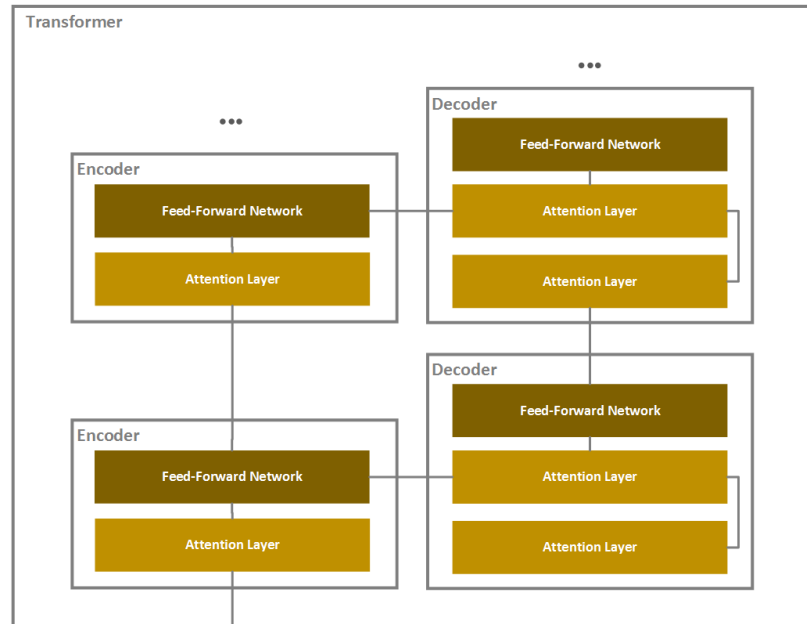 Transformer
...
...
Decoder
Feed-Forward Network
Attention Layer
Attention Layer
Encoder
Feed-Forward Network
Attention Layer
Decoder
Feed-Forward Network
Attention Layer
Attention Layer
Encoder
Feed-Forward Network
Attention Layer